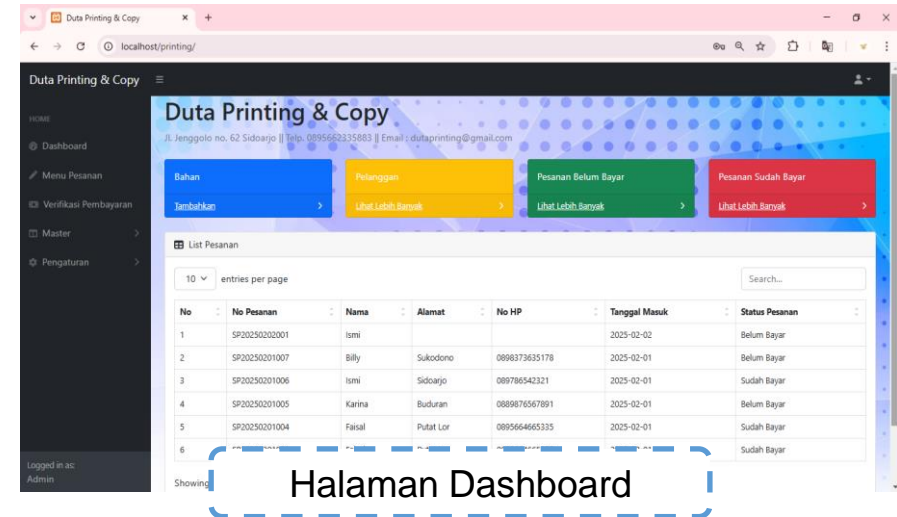 Duta Printing & Copy
localhost/printing/
Duta Printing & Copy
HOME
Dashboard
Menu Pesanan
Verifikasi Pembayaran
Master
Pengaturan
Logged in as:
Admin
Duta Printing & Copy
JL. Jenggolo no. 62 Sidoarjo || Telp. 0895662335883 || Email : dutaprinting@gmail.com
Bahan
Tambahkan
Pelanggan
Lihat Lebih Banyak
Pesanan Belum Bayar
Lihat Lebih Banyak
Pesanan Sudah Bayar
Lihat Lebih Banyak
List Pesanan
10 entries per page
Search...
No No Pesanan Nama Alamat No HP Tanggal Masuk Status Pesanan
1 SP20250202001 Ismi 2025-02-02 Belum Bayar
2 SP20250201007 Billy Sukodono 0898373635178 2025-02-01 Belum Bayar
3 SP20250201006 Ismi Sidoarjo 089786542321 2025-02-01 Sudah Bayar
4 SP20250201005 Karina Buduran 0889876567891 2025-02-01 Belum Bayar
5 SP20250201004 Faisal Putat Lor 0895664665335 2025-02-01 Sudah Bayar
6 Sudah Bayar
Showing
Halaman Dashboard